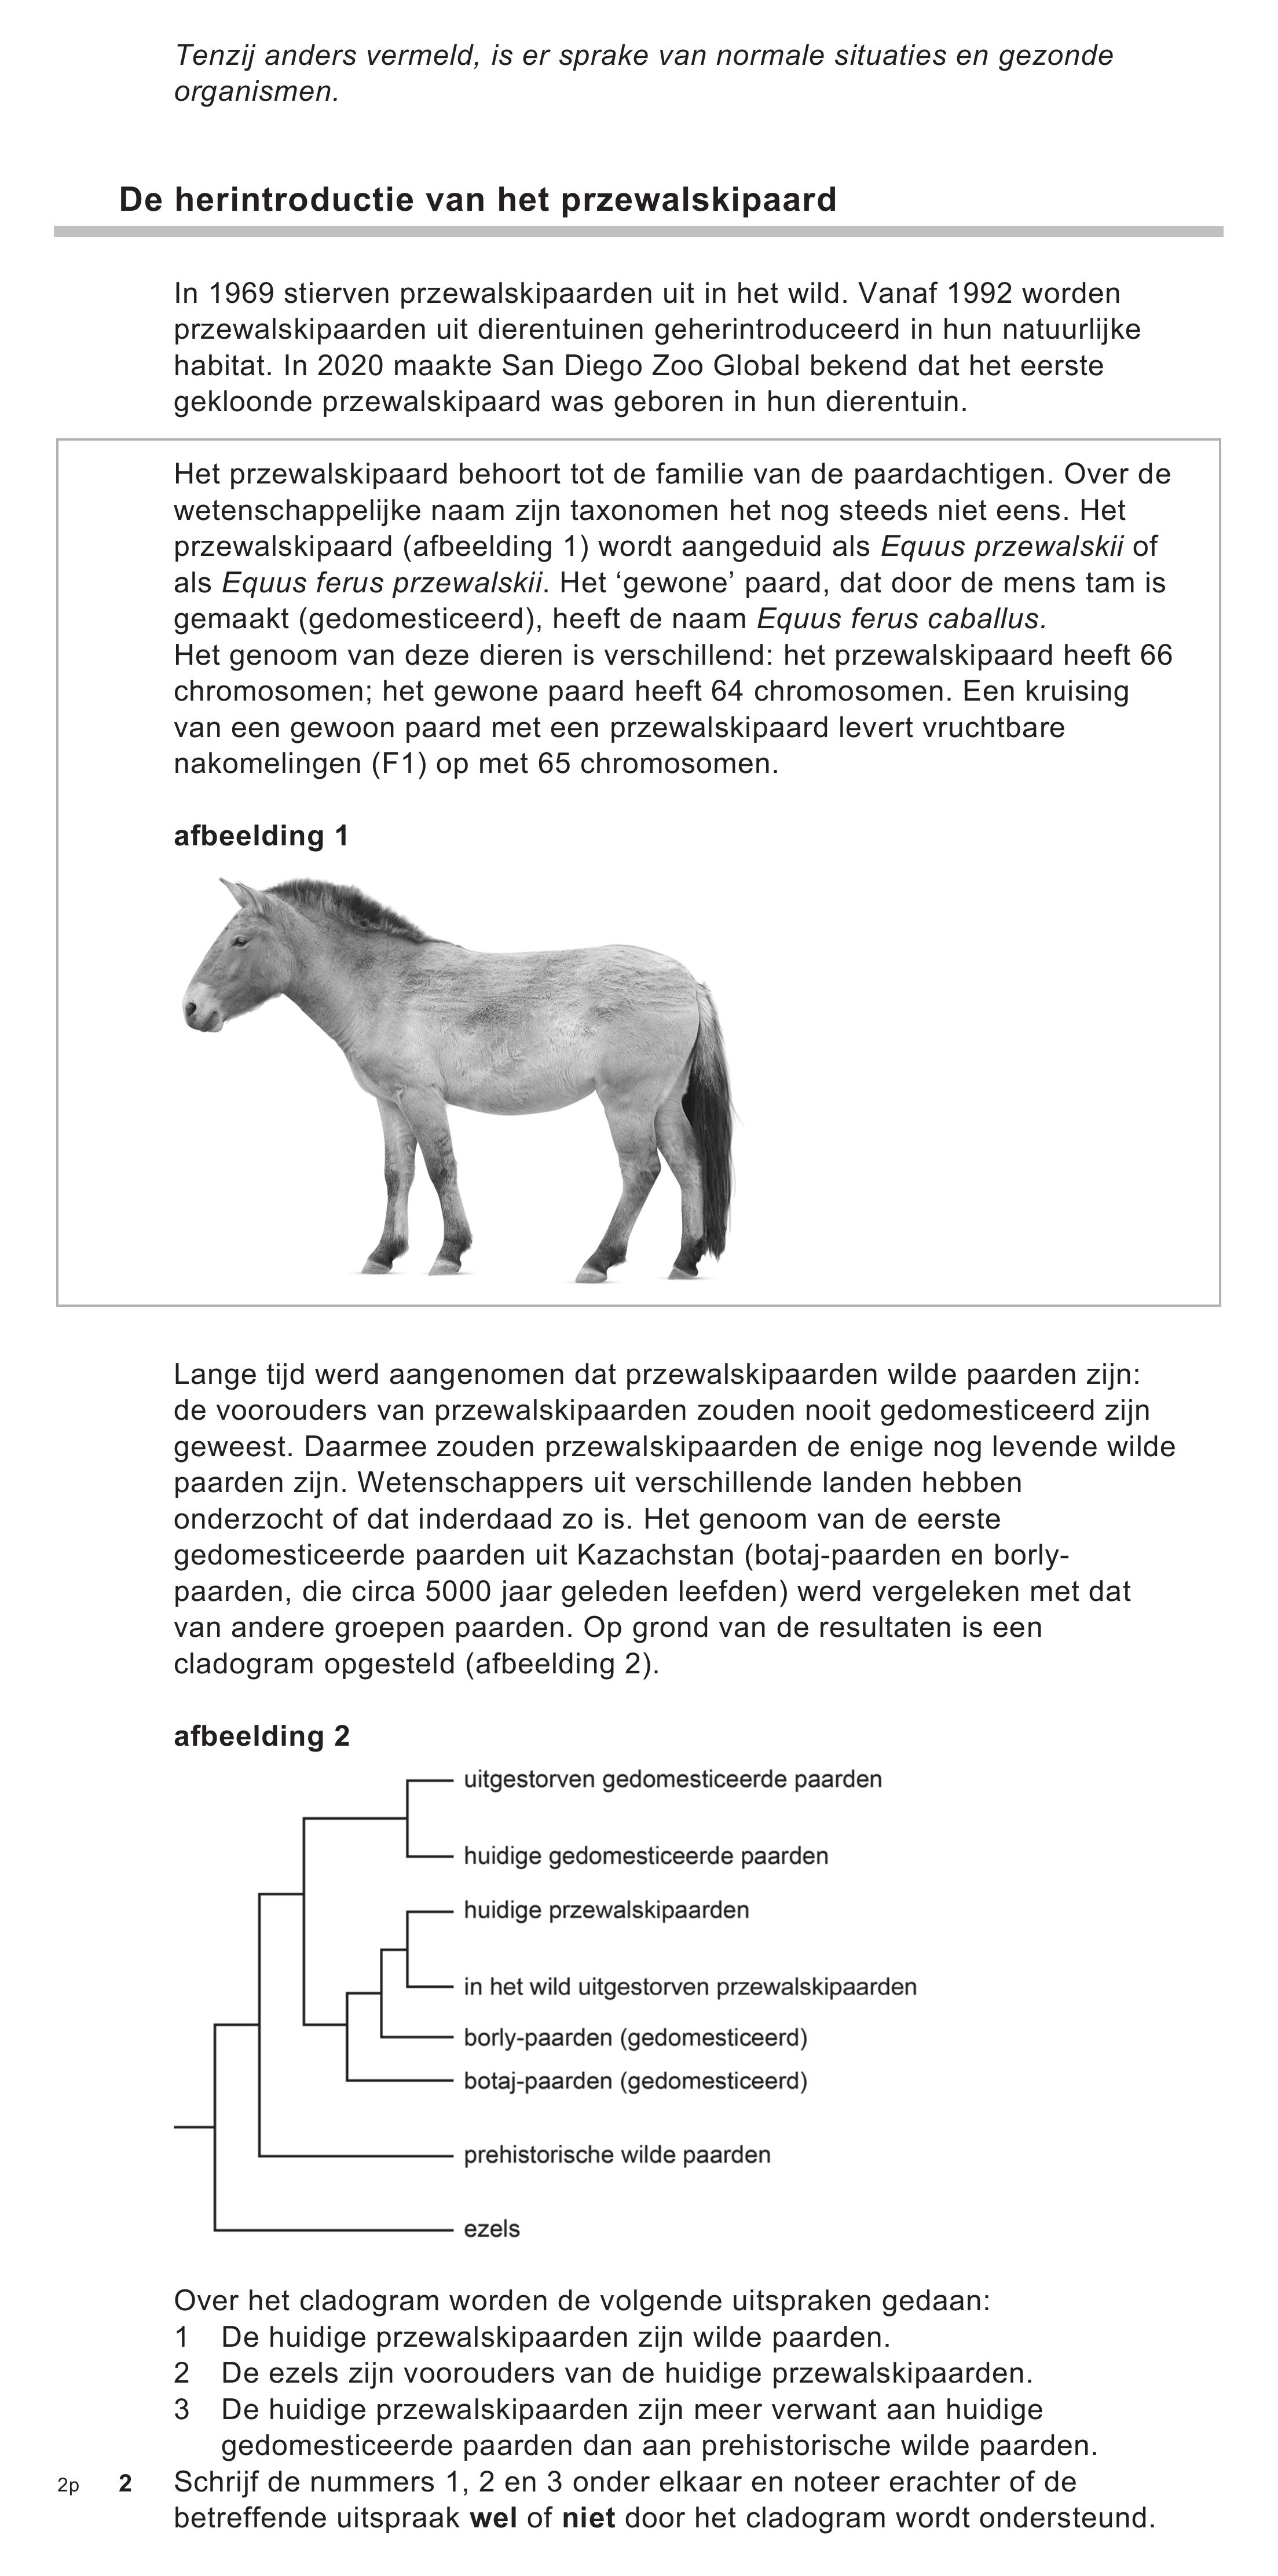 Tenzij anders vermeld, is er sprake van normale situaties en gezonde
organismen.
De herintroductie van het przewalskipaard
In 1969 stierven przewalskipaarden uit in het wild. Vanaf 1992 worden
przewalskipaarden uit dierentuinen geherintroduceerd in hun natuurlijke
habitat. In 2020 maakte San Diego Zoo Global bekend dat het eerste
gekloonde przewalskipaard was geboren in hun dierentuin.
Het przewalskipaard behoort tot de familie van de paardachtigen. Over de
wetenschappelijke naam zijn taxonomen het nog steeds niet eens. Het
przewalskipaard (afbeelding 1) wordt aangeduid als Equus przewalskii of
als Equus ferus przewalskii. Het ‘gewone’ paard, dat door de mens tam is
gemaakt (gedomesticeerd), heeft de naam Equus ferus caballus.
Het genoom van deze dieren is verschillend: het przewalskipaard heeft 66
chromosomen; het gewone paard heeft 64 chromosomen. Een kruising
van een gewoon paard met een przewalskipaard levert vruchtbare
nakomelingen (F1) op met 65 chromosomen.
afbeelding 1
Lange tijd werd aangenomen dat przewalskipaarden wilde paarden zijn:
de voorouders van przewalskipaarden zouden nooit gedomesticeerd zijn
geweest. Daarmee zouden przewalskipaarden de enige nog levende wilde
paarden zijn. Wetenschappers uit verschillende landen hebben
onderzocht of dat inderdaad zo is. Het genoom van de eerste
gedomesticeerde paarden uit Kazachstan (botaj-paarden en borly-
paarden, die circa 5000 jaar geleden leefden) werd vergeleken met dat
van andere groepen paarden. Op grond van de resultaten is een
cladogram opgesteld (afbeelding 2).
afbeelding 2
uitgestorven gedomesticeerde paarden
huidige gedomesticeerde paarden
huidige przewalskipaarden
in het wild uitgestorven przewalskipaarden
borly-paarden (gedomesticeerd)
botaj-paarden (gedomesticeerd)
prehistorische wilde paarden
ezels
Over het cladogram worden de volgende uitspraken gedaan:
1 De huidige przewalskipaarden zijn wilde paarden.
2 De ezels zijn voorouders van de huidige przewalskipaarden.
3 De huidige przewalskipaarden zijn meer verwant aan huidige
gedomesticeerde paarden dan aan prehistorische wilde paarden.
2p 2 Schrijf de nummers 1, 2 en 3 onder elkaar en noteer erachter of de
betreffende uitspraak wel of niet door het cladogram wordt ondersteund.